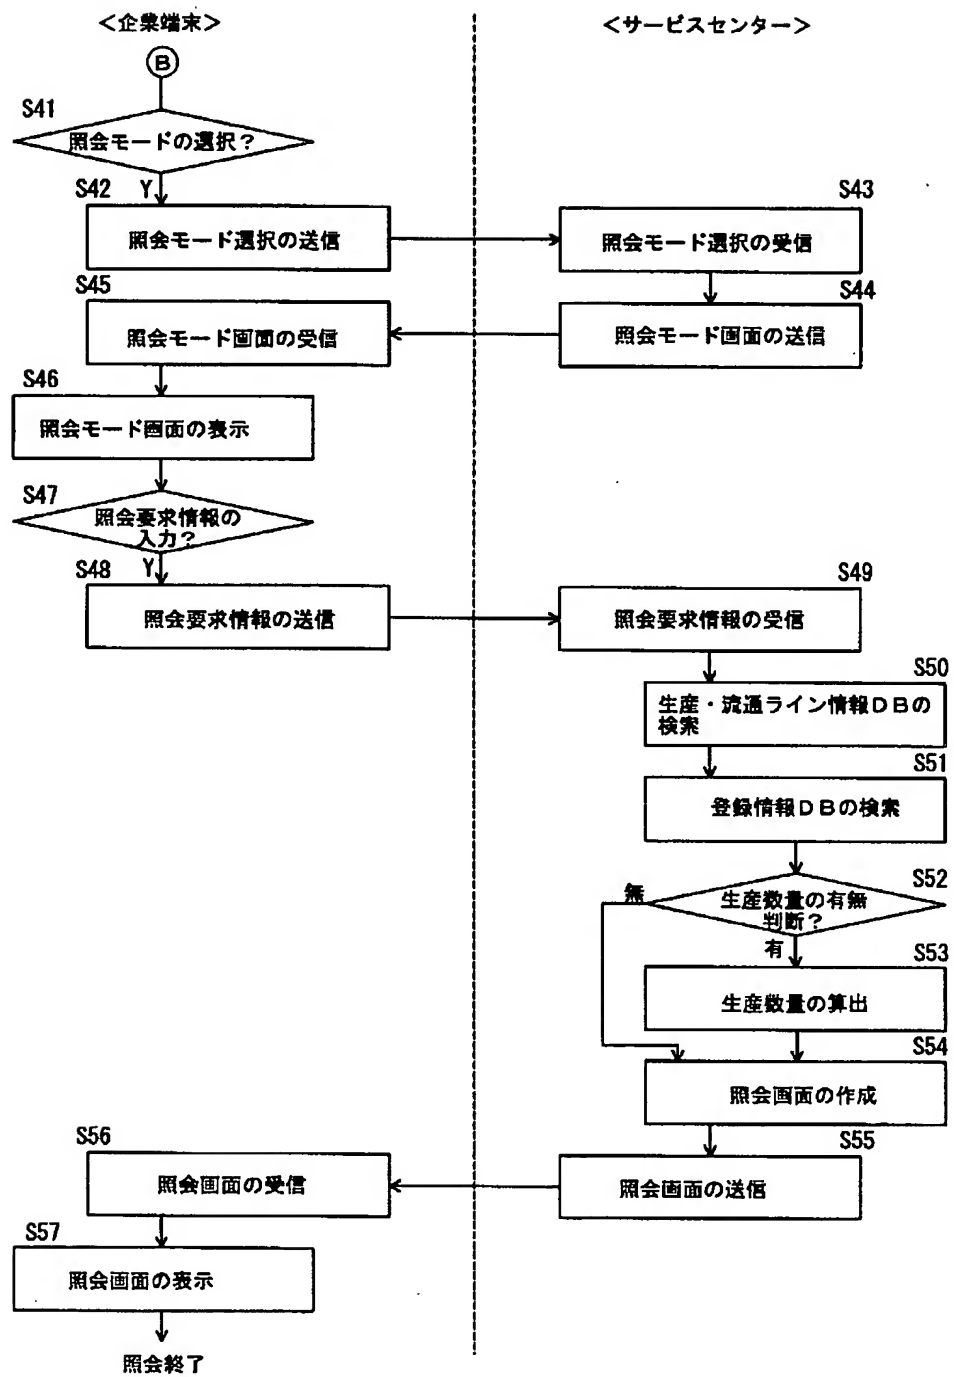 ＜企業端末＞
＜サービスセンター＞
B
S41
照会モードの選択？
Y
S42
照会モード選択の送信
S43
照会モード選択の受信
S44
照会モード画面の送信
S45
照会モード画面の受信
S46
照会モード画面の表示
S47
照会要求情報の
入力？
Y
S48
照会要求情報の送信
S49
照会要求情報の受信
S50
生産・流通ライン情報ＤＢの
検索
S51
登録情報ＤＢの検索
S52
生産数量の有無
判断？
無
有
S53
生産数量の算出
S54
照会画面の作成
S55
照会画面の送信
S56
照会画面の受信
S57
照会画面の表示
照会終了